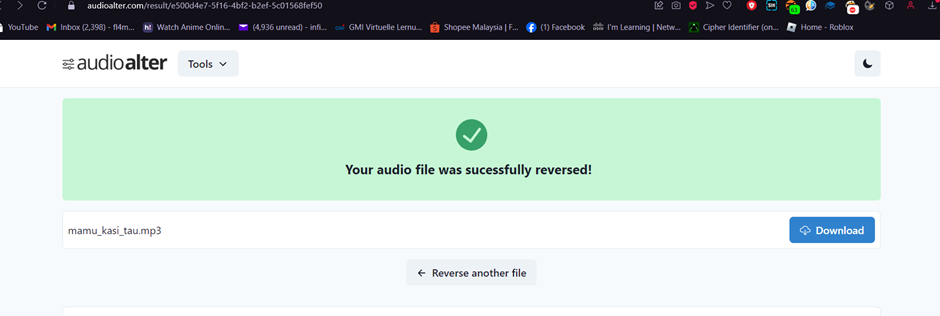 audioalter.com/result/e500d4e7-5f16-4bf2-b2ef-5c01568fef50
YouTube Inbox (2,398) - fl4m... Watch Anime Online... (4,936 unread) - infi... GMI Virtuelle Lernu... Shopee Malaysia | F... (1) Facebook I'm Learning | Netw... Cipher Identifier (on... Home - Roblox
audioalter Tools
Your audio file was sucessfully reversed!
mamu_kasi_tau.mp3 Download
← Reverse another file